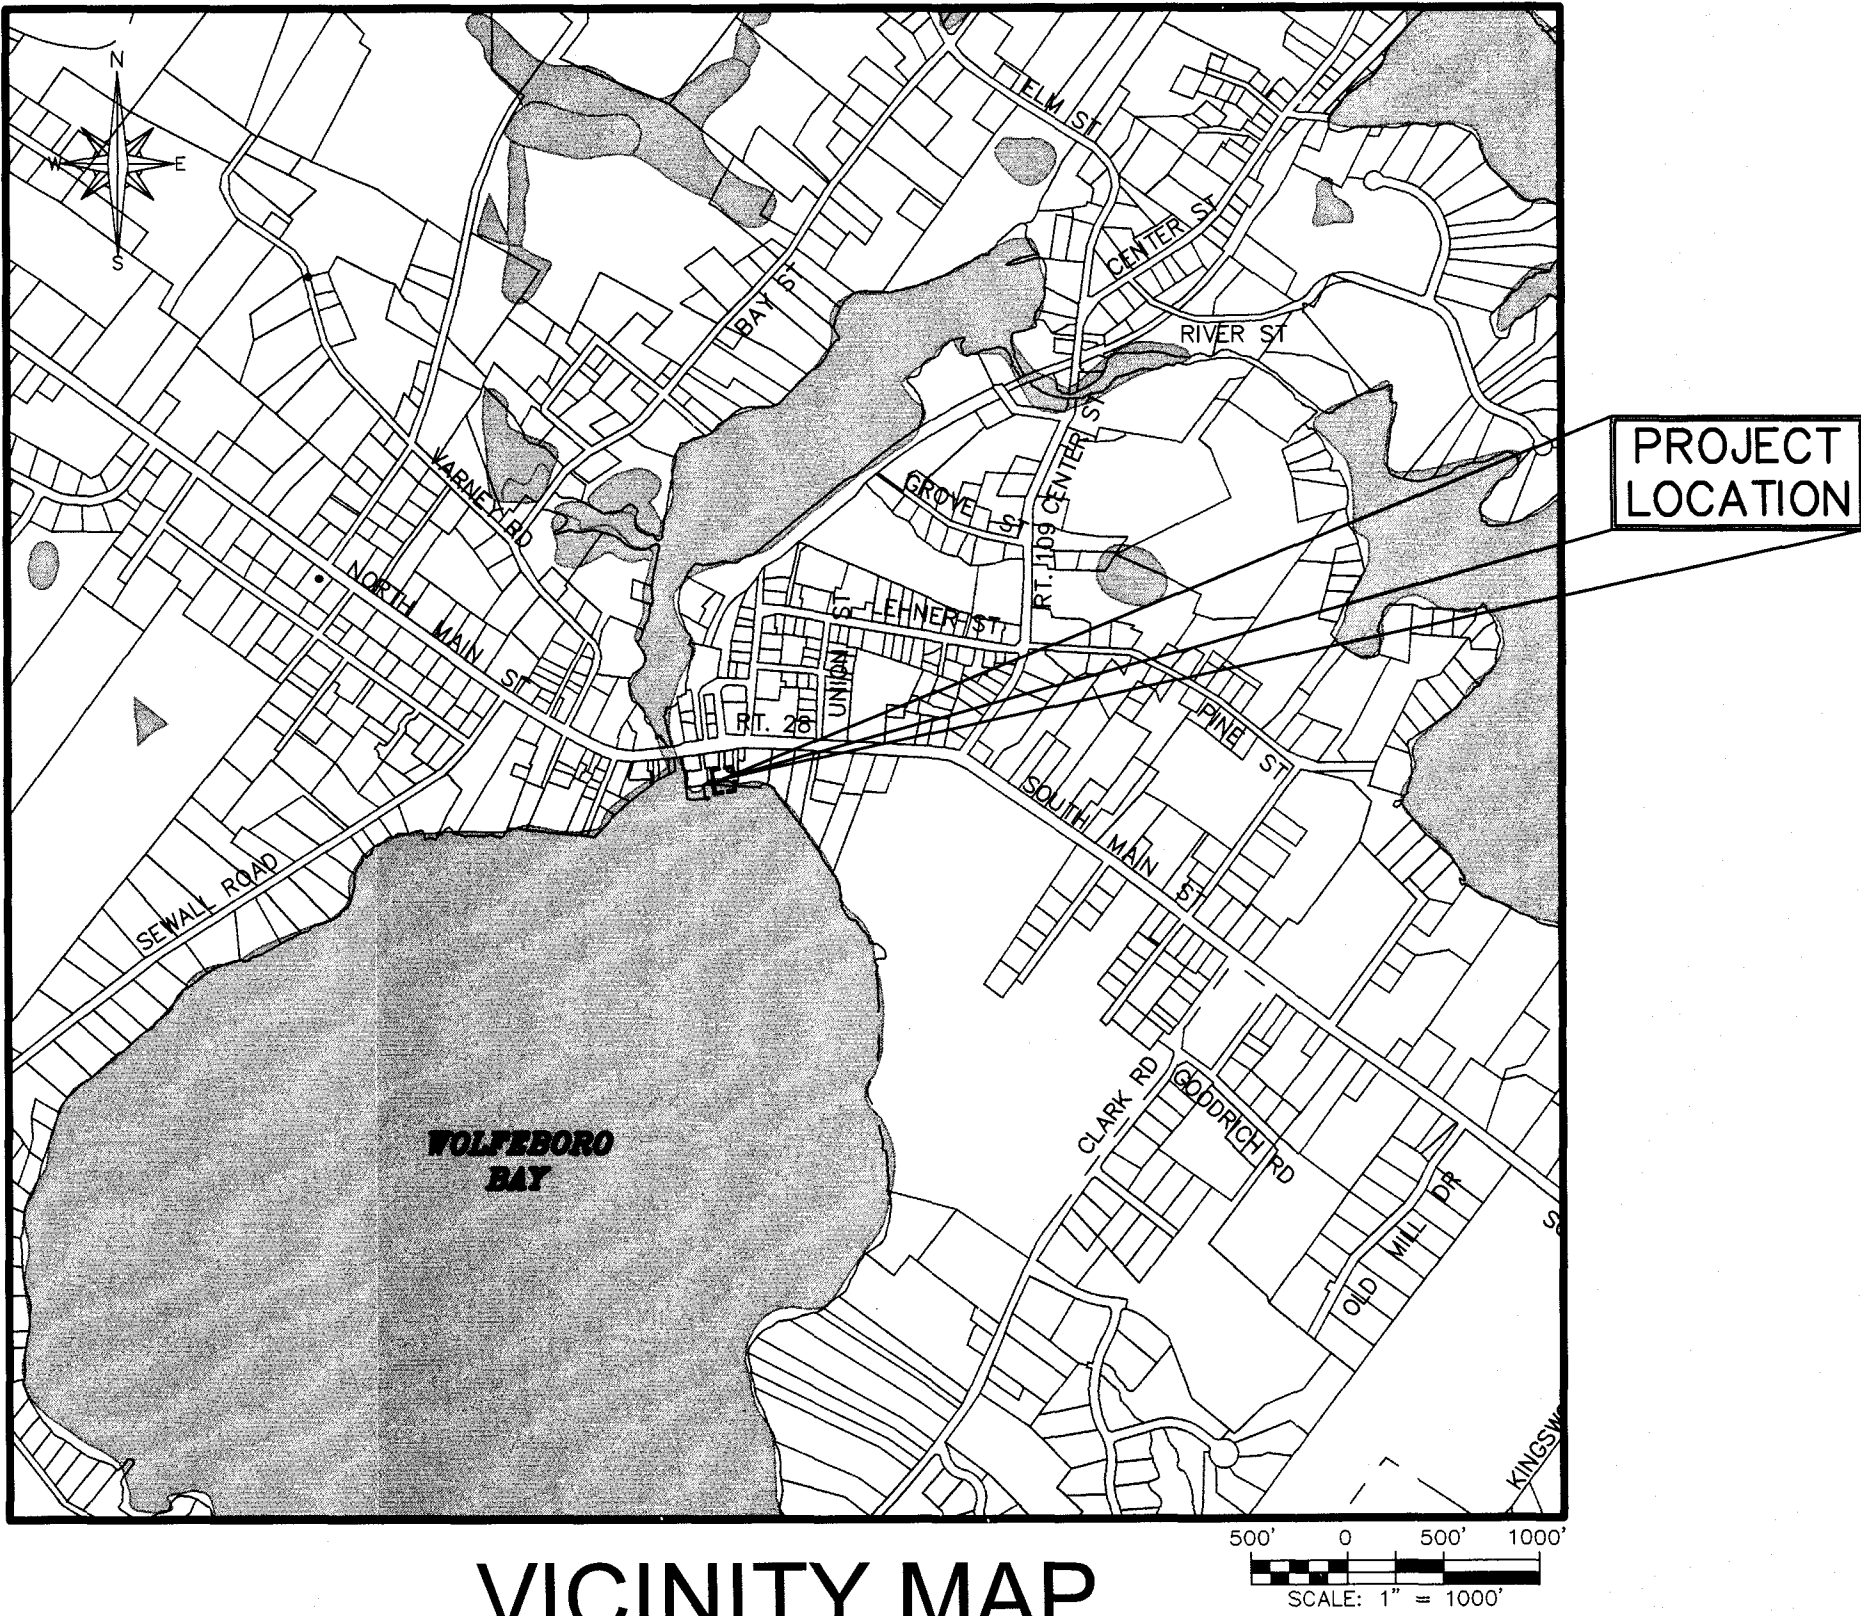 N
W E
S
ELM ST
CENTER ST
BAY ST
RIVER ST
PROJECT
LOCATION
VARNEY RD
GROVE ST
RT. 109 CENTER ST
NORTH MAIN ST
LEHNER ST
UNION ST
RT. 28
PINE ST
SOUTH MAIN ST
SEWALL ROAD
CLARK RD
GOODRICH RD
WOLFEBORO
BAY
OLD MILL DR
SO
KINGSW
500' 0 500' 1000'
SCALE: 1" = 1000'
VICINITY MAP